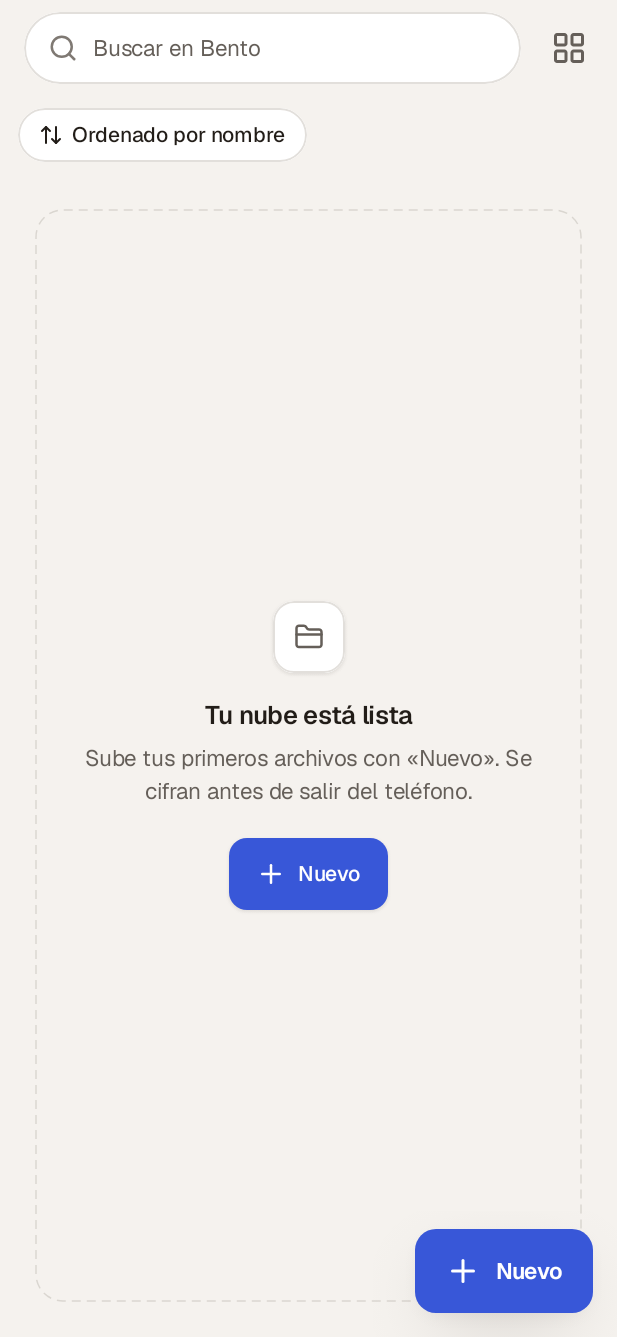 Buscar en Bento
Ordenado por nombre
Tu nube está lista
Sube tus primeros archivos con «Nuevo». Se
cifran antes de salir del teléfono.
Nuevo
Nuevo